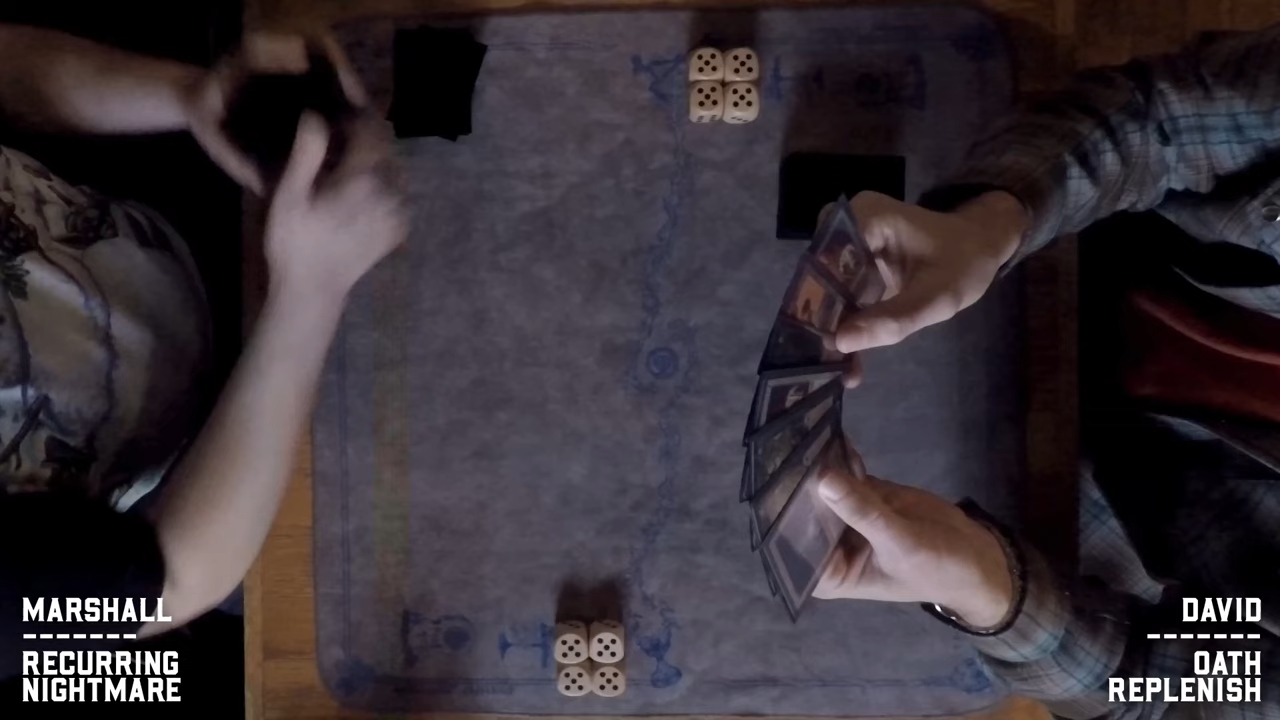 MARSHALL
RECURRING
NIGHTMARE
DAVID
OATH
REPLENISH